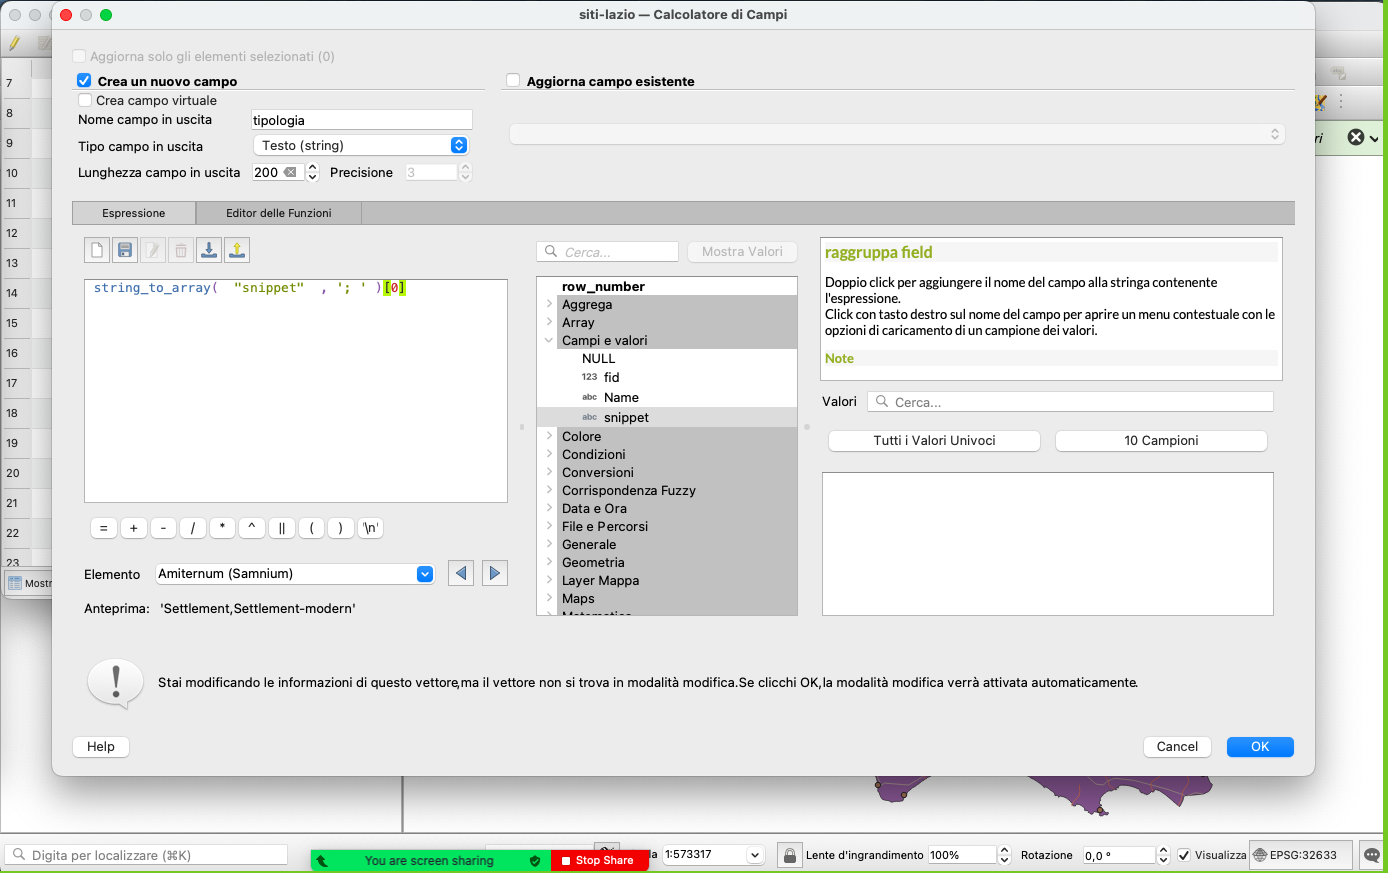 siti-lazio — Calcolatore di Campi
Aggiorna solo gli elementi selezionati (0)
Crea un nuovo campo
Aggiorna campo esistente
Crea campo virtuale
Nome campo in uscita
tipologia
Tipo campo in uscita
Testo (string)
Lunghezza campo in uscita
200
Precisione
3
Espressione
Editor delle Funzioni
string_to_array( "snippet" , '; ' )[0]
= + - / * ^ || ( ) '\n'
Elemento
Amiternum (Samnium)
Anteprima: 'Settlement,Settlement-modern'
Cerca...
Mostra Valori
row_number
Aggrega
Array
Campi e valori
NULL
123 fid
abc Name
abc snippet
Colore
Condizioni
Conversioni
Corrispondenza Fuzzy
Data e Ora
File e Percorsi
Generale
Geometria
Layer Mappa
Maps
Matematica
raggruppa field
Doppio click per aggiungere il nome del campo alla stringa contenente
l'espressione.
Click con tasto destro sul nome del campo per aprire un menu contestuale con le
opzioni di caricamento di un campione dei valori.
Note
Valori
Cerca...
Tutti i Valori Univoci
10 Campioni
Stai modificando le informazioni di questo vettore,ma il vettore non si trova in modalità modifica.Se clicchi OK,la modalità modifica verrà attivata automaticamente.
Help
Cancel
OK
7
8
9
10
11
12
13
14
15
16
17
18
19
20
21
22
23
Mostr
ri
Digita per localizzare (⌘K)
You are screen sharing
Stop Share
la
1:573317
Lente d'ingrandimento
100%
Rotazione
0,0 °
Visualizza
EPSG:32633